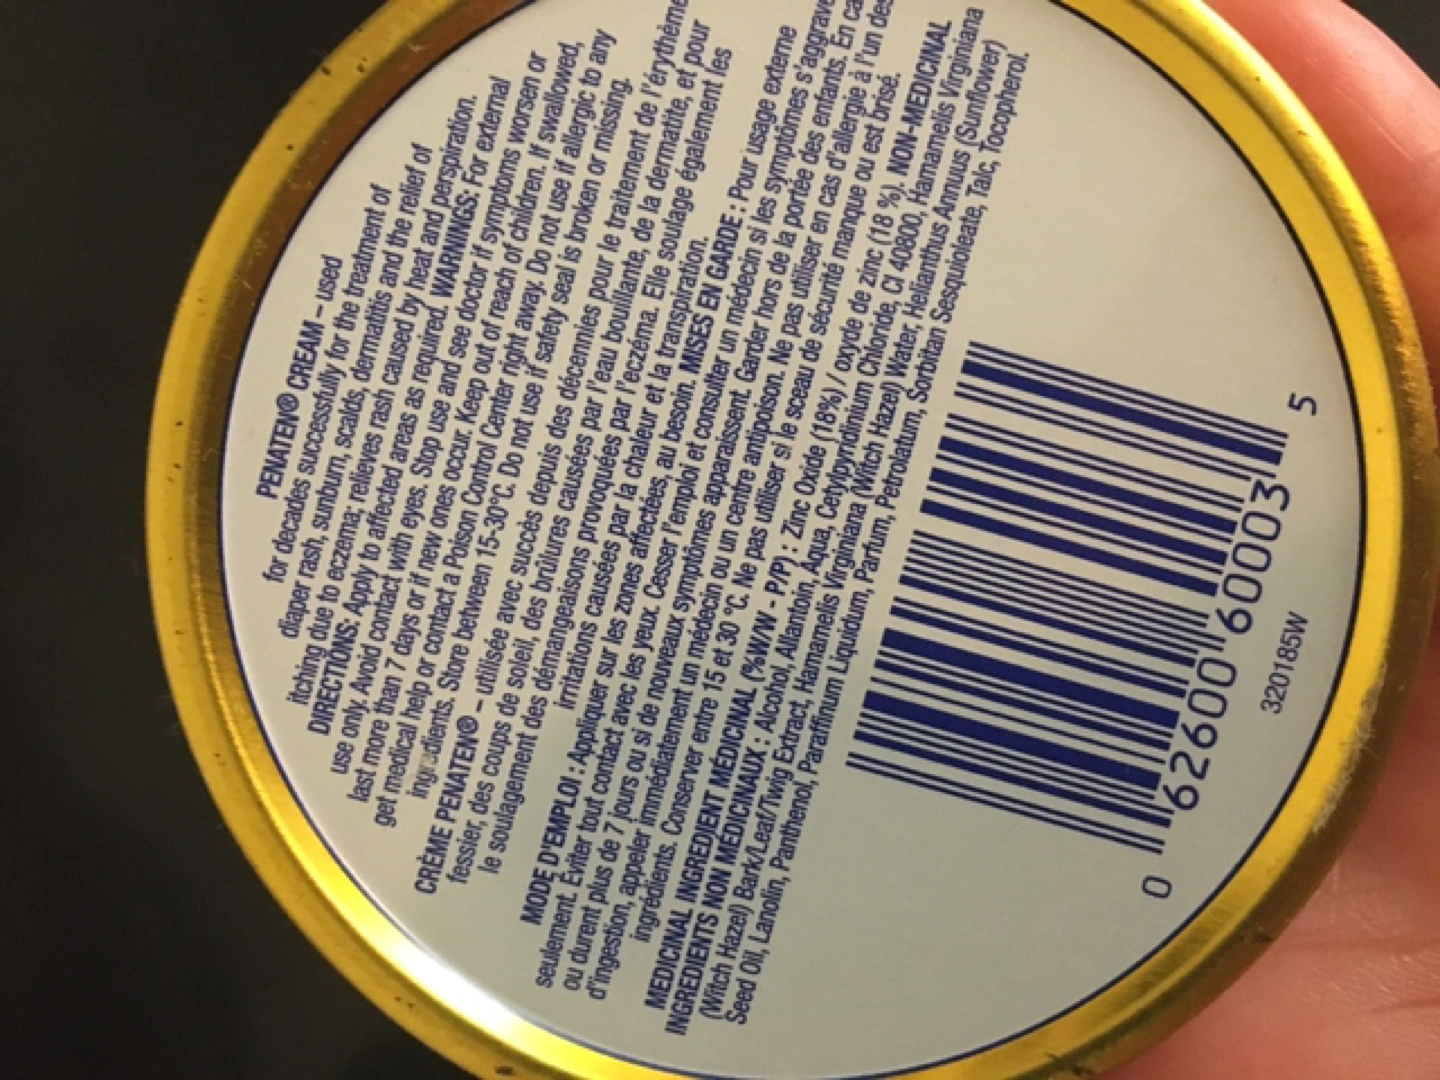 PENATEN® CREAM – used
for decades successfully for the treatment of
diaper rash, sunburn, scalds, dermatitis and the relief of
itching due to eczema; relieves rash caused by heat and perspiration.
DIRECTIONS: Apply to affected areas as required. WARNINGS: For external
use only. Avoid contact with eyes. Stop use and see doctor if symptoms worsen or
last more than 7 days or if new ones occur. Keep out of reach of children. If swallowed,
get medical help or contact a Poison Control Center right away. Do not use if allergic to any
ingredients. Store between 15-30°C. Do not use if safety seal is broken or missing.
CRÈME PENATEN® – utilisée avec succès depuis des décennies pour le traitement de l'érythème
fessier, des coups de soleil, des brûlures causées par l'eau bouillante, de la dermatite, et pour
le soulagement des démangeaisons provoquées par l'eczéma. Elle soulage également les
irritations causées par la chaleur et la transpiration.
MODE D'EMPLOI : Appliquer sur les zones affectées, au besoin. MISES EN GARDE : Pour usage externe
seulement. Éviter tout contact avec les yeux. Cesser l'emploi et consulter un médecin si les symptômes s'aggrave
ou durent plus de 7 jours ou si de nouveaux symptômes apparaissent. Garder hors de la portée des enfants. En ca
d'ingestion, appeler immédiatement un médecin ou un centre antipoison. Ne pas utiliser en cas d'allergie à l'un des
ingrédients. Conserver entre 15 et 30 °C. Ne pas utiliser si le sceau de sécurité manque ou est brisé.
MEDICINAL INGREDIENT MÉDICINAL (%W/W - P/P) : Zinc Oxide (18%) / oxyde de zinc (18 %). NON-MEDICINAL
INGREDIENTS NON MÉDICINAUX : Alcohol, Allantoin, Aqua, Cetylpyridinium Chloride, CI 40800, Hamamelis Virginiana
(Witch Hazel) Bark/Leaf/Twig Extract, Hamamelis Virginiana (Witch Hazel) Water, Helianthus Annuus (Sunflower)
Seed Oil, Lanolin, Panthenol, Paraffinum Liquidum, Parfum, Petrolatum, Sorbitan Sesquioleate, Talc, Tocopherol.
0 62600 60003 5
320185W